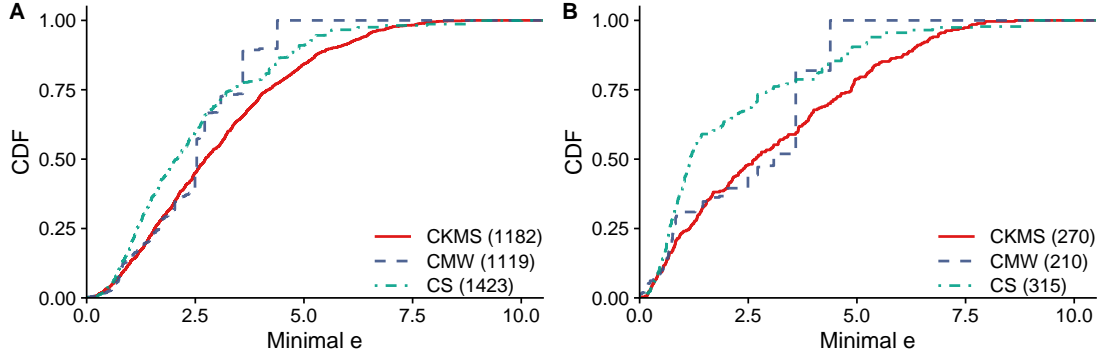 A
CDF
1.00
0.75
0.50
0.25
0.00
CKMS (1182)
CMW (1119)
CS (1423)
0.0 2.5 5.0 7.5 10.0
Minimal e
B
CDF
1.00
0.75
0.50
0.25
0.00
CKMS (270)
CMW (210)
CS (315)
0.0 2.5 5.0 7.5 10.0
Minimal e